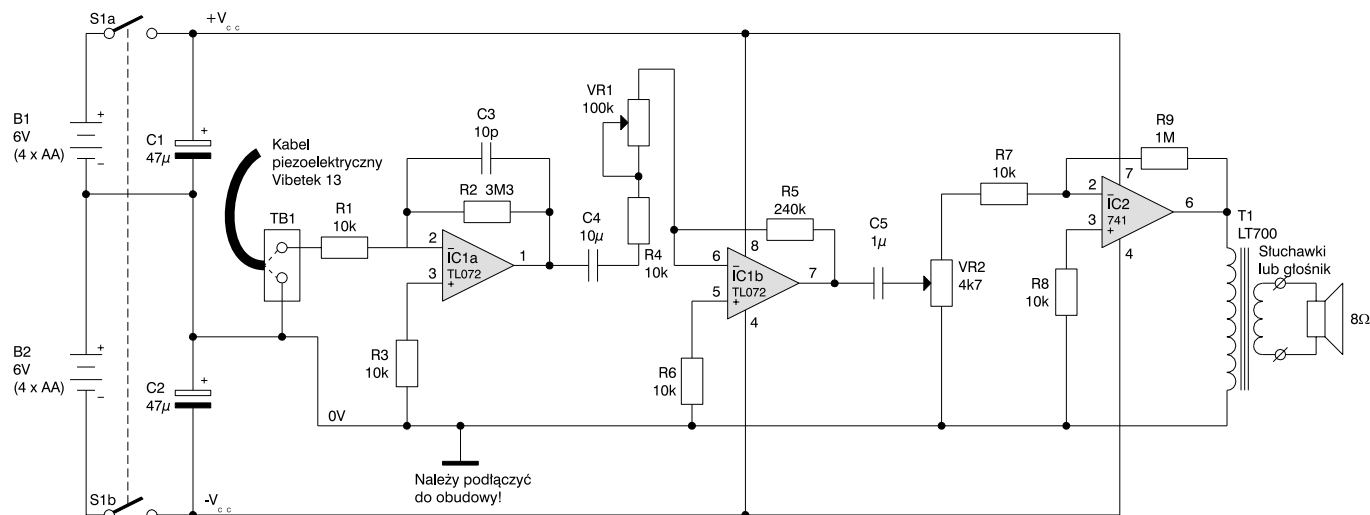 S1a
+Vcc
B1
6V
(4 x AA)
C1
47µ
+
+
−
Kabel
piezoelektryczny
Vibetek 13
TB1
R1
10k
C3
10p
R2 3M3
2
−
IC1a
TL072
3
+
1
R3
10k
C4
10µ
VR1
100k
R4
10k
R5
240k
6
−
8
IC1b
TL072
5
+
7
4
R6
10k
C5
1µ
VR2
4k7
R7
10k
R9
1M
7
2
−
IC2
741
3
+
6
4
R8
10k
T1
LT700
Słuchawki
lub głośnik
8Ω
B2
6V
(4 x AA)
+
−
C2
47µ
+
0V
Należy podłączyć
do obudowy!
S1b
-Vcc